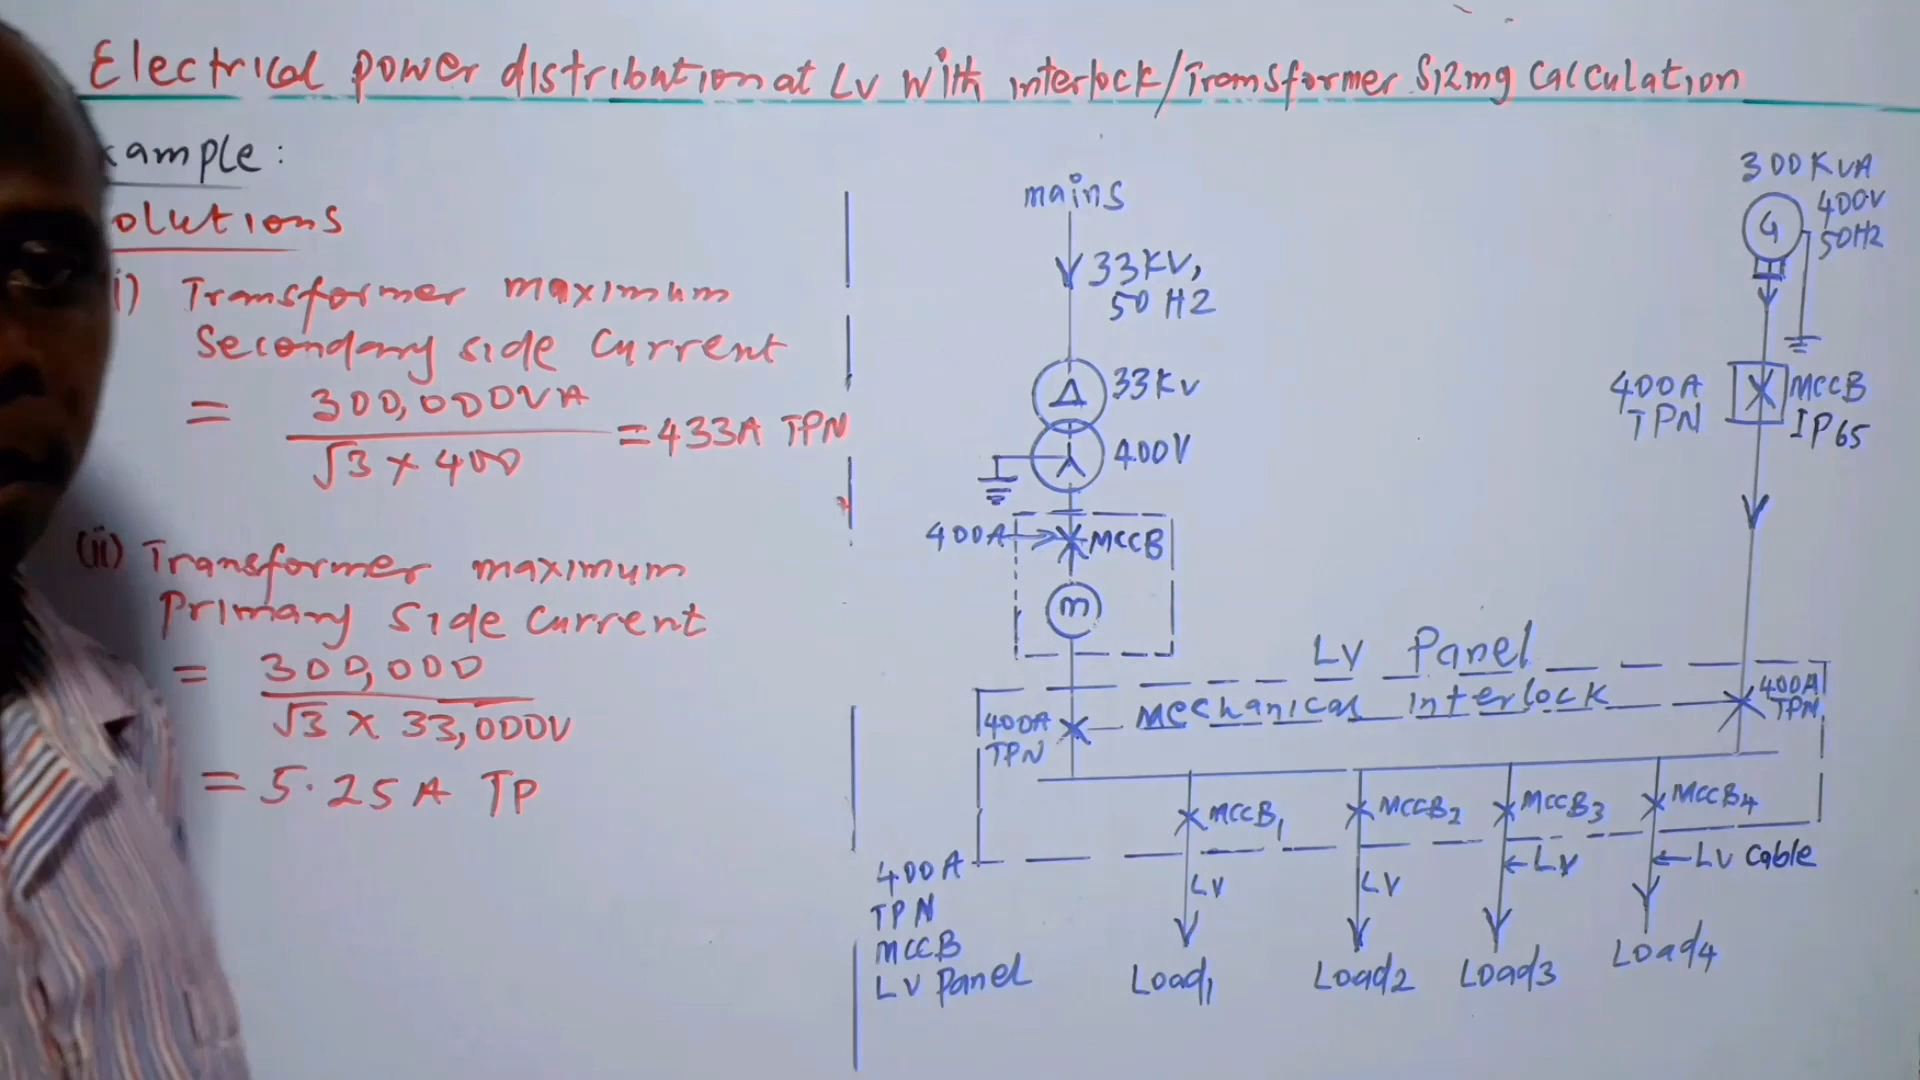 Electrical power distribution at LV with interlock/Transformer Sizing Calculation
xample:
olutions
i) Transformer maximum
Secondary side Current
= 300,000VA
√3 x 400
= 433A TPN
(ii) Transformer maximum
Primary side Current
= 300,000
√3 x 33,000V
= 5.25A TP
mains
33KV,
50HZ
Δ 33KV
400V
400A
MCCB
m
300KVA
G
400V
50HZ
400A
TPN
MCCB
IP65
LV Panel
Mechanical interlock
400A
TPN
400A
TPN
MCCB1
MCCB2
MCCB3
MCCB4
400A
TPN
MCCB
LV Panel
LV
LV
LV
LV Cable
Load1
Load2
Load3
Load4